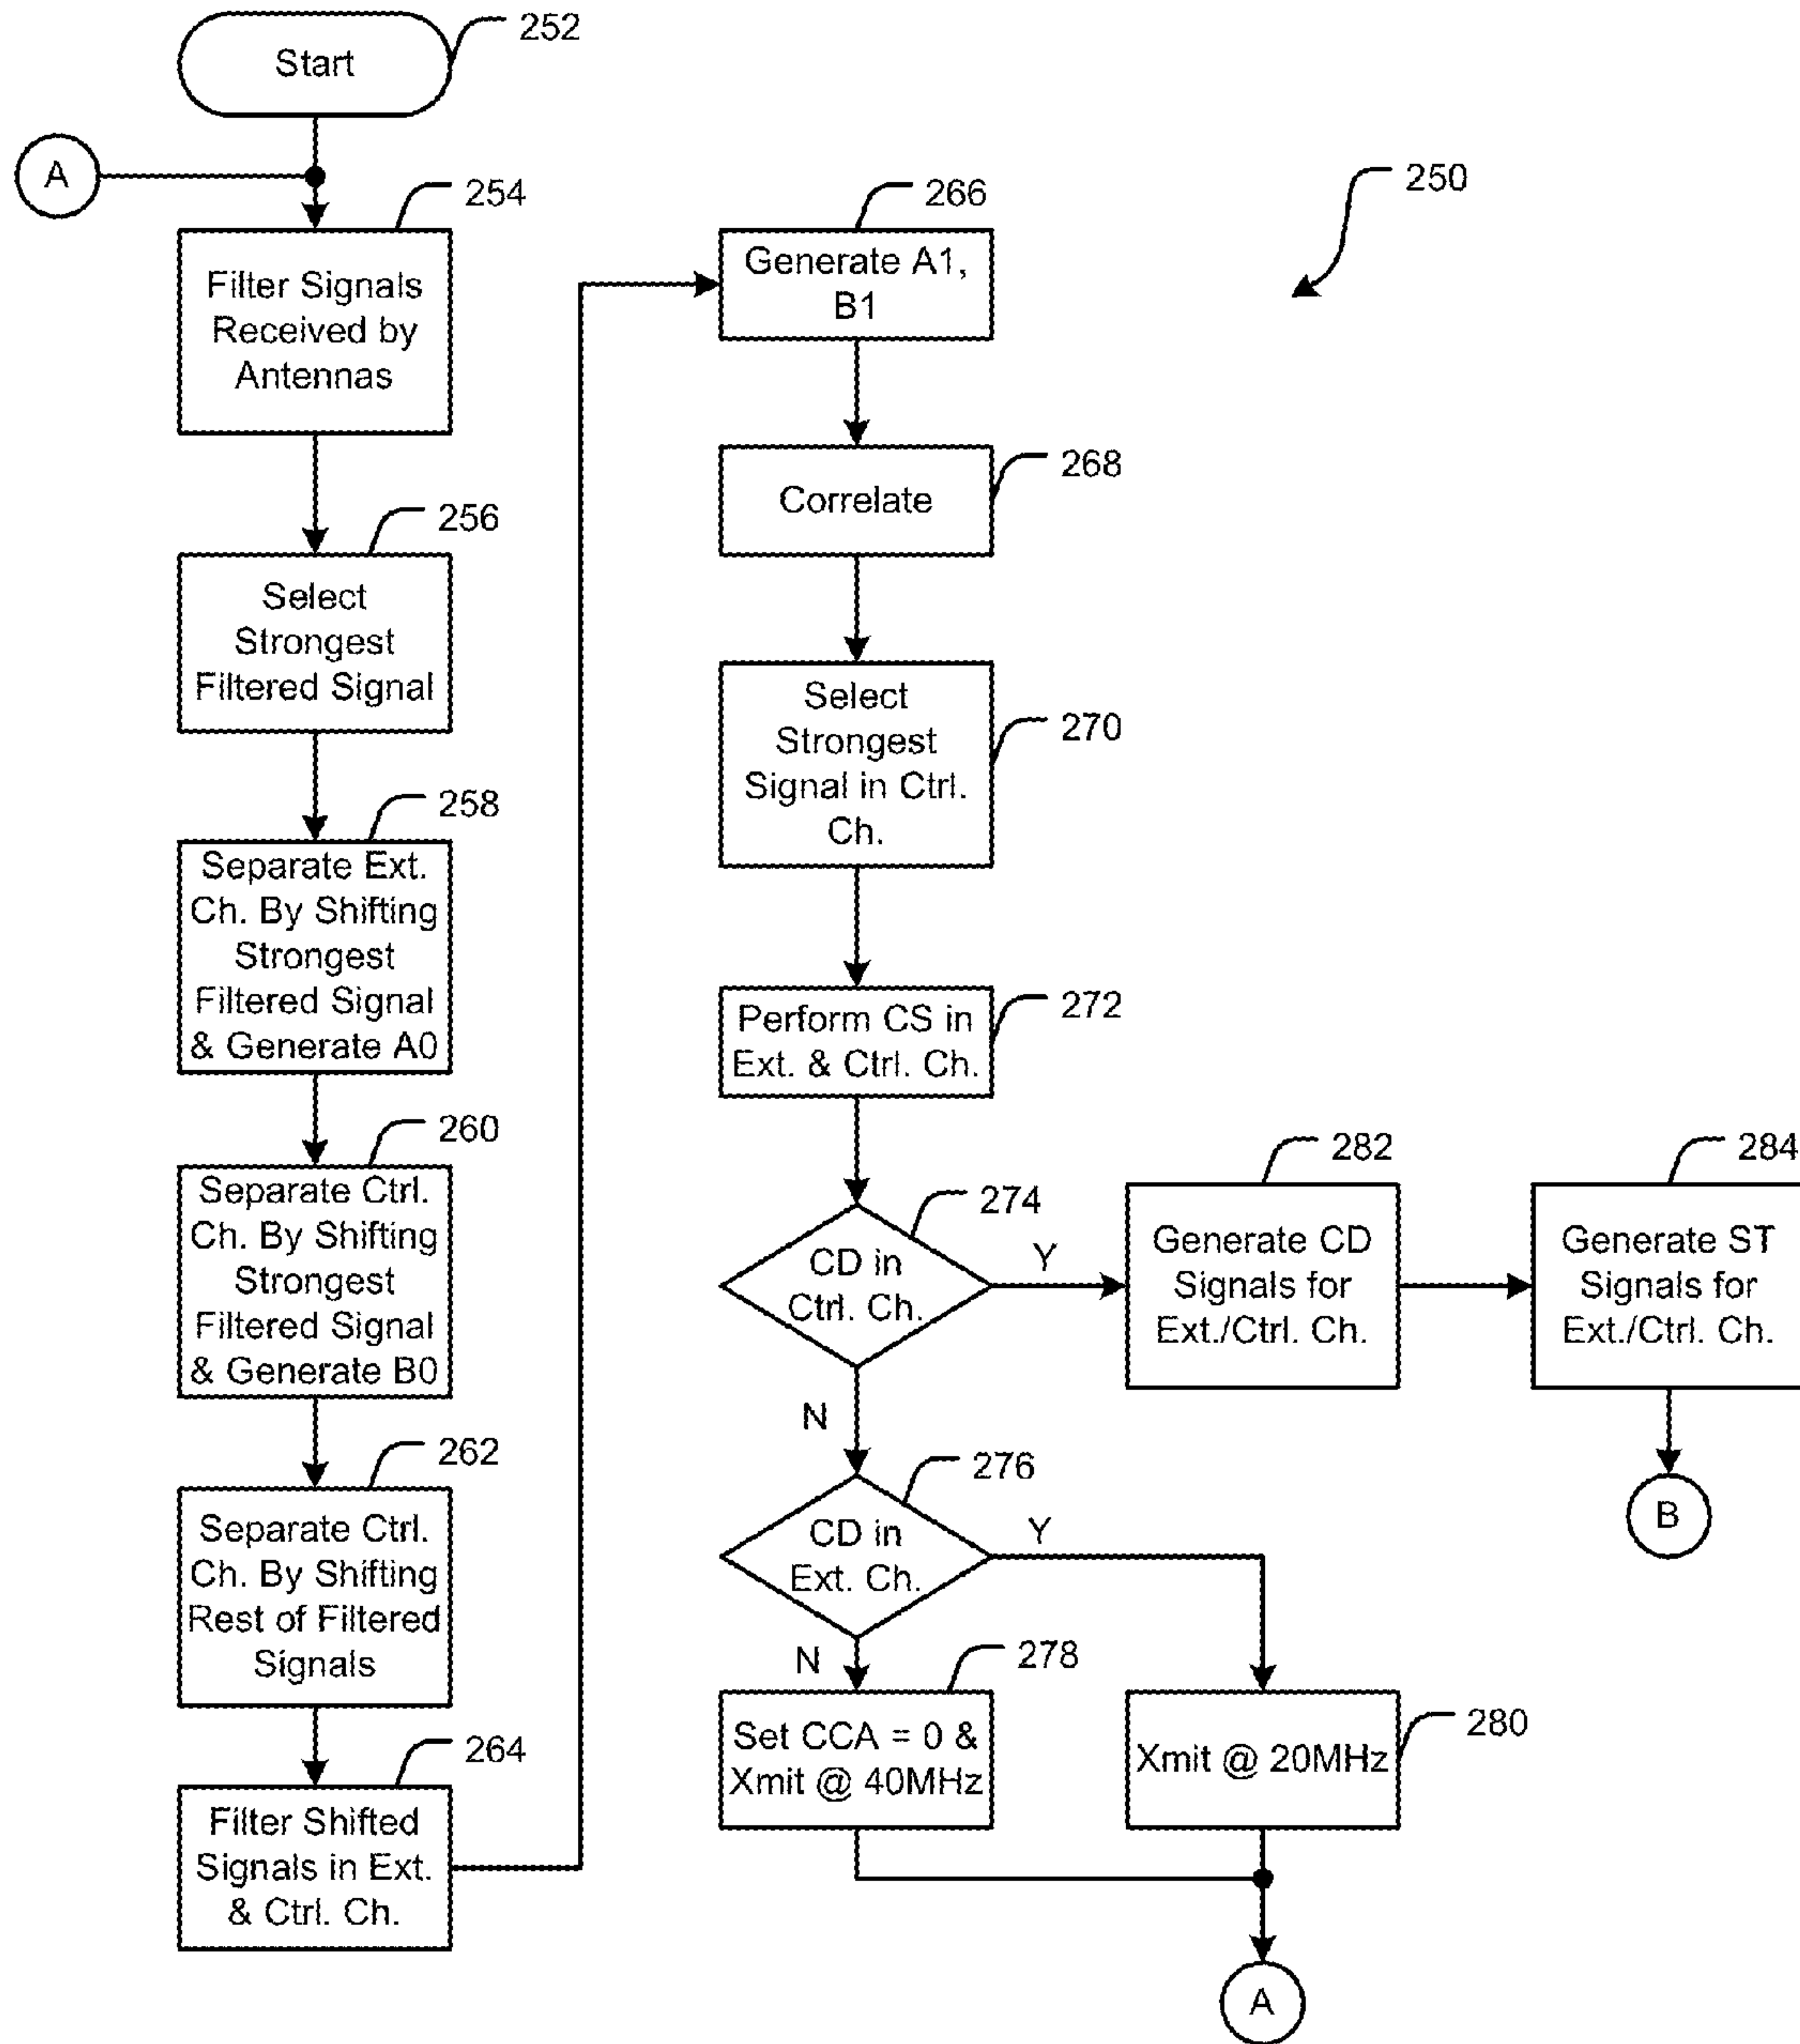 252
Start
A
254
Filter Signals
Received by
Antennas
256
Select
Strongest
Filtered Signal
258
Separate Ext.
Ch. By Shifting
Strongest
Filtered Signal
& Generate A0
260
Separate Ctrl.
Ch. By Shifting
Strongest
Filtered Signal
& Generate B0
262
Separate Ctrl.
Ch. By Shifting
Rest of Filtered
Signals
264
Filter Shifted
Signals in Ext.
& Ctrl. Ch.
266
Generate A1,
B1
250
268
Correlate
270
Select
Strongest
Signal in Ctrl.
Ch.
272
Perform CS in
Ext. & Ctrl. Ch.
274
CD in
Ctrl. Ch.
Y
N
282
Generate CD
Signals for
Ext./Ctrl. Ch.
284
Generate ST
Signals for
Ext./Ctrl. Ch.
B
276
CD in
Ext. Ch.
Y
N
278
Set CCA = 0 &
Xmit @ 40MHz
280
Xmit @ 20MHz
A